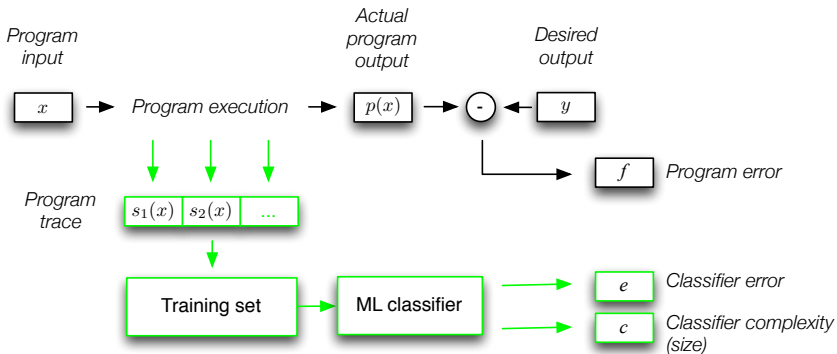 Program
input
Actual
program
output
Desired
output
x
Program execution
p(x)
-
y
f
Program error
Program
trace
s₁(x)
s₂(x)
...
Training set
ML classifier
e
Classifier error
c
Classifier complexity
(size)